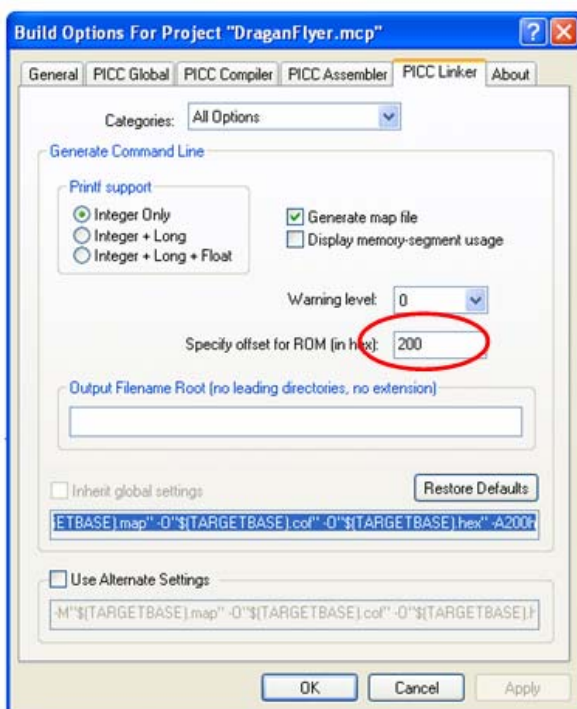 Build Options For Project "DraganFlyer.mcp"
General PICC Global PICC Compiler PICC Assembler PICC Linker About
Categories: All Options
Generate Command Line
Printf support
Integer Only
Integer + Long
Integer + Long + Float
Generate map file
Display memory-segment usage
Warning level: 0
Specify offset for ROM (in hex): 200
Output Filename Root (no leading directories, no extension)
Inherit global settings
Restore Defaults
ETBASE).map" -O"$(TARGETBASE).cof" -O"$(TARGETBASE).hex" -A200h
Use Alternate Settings
-M"$(TARGETBASE).map" -O"$(TARGETBASE).cof" -O"$(TARGETBASE).h
OK Cancel Apply